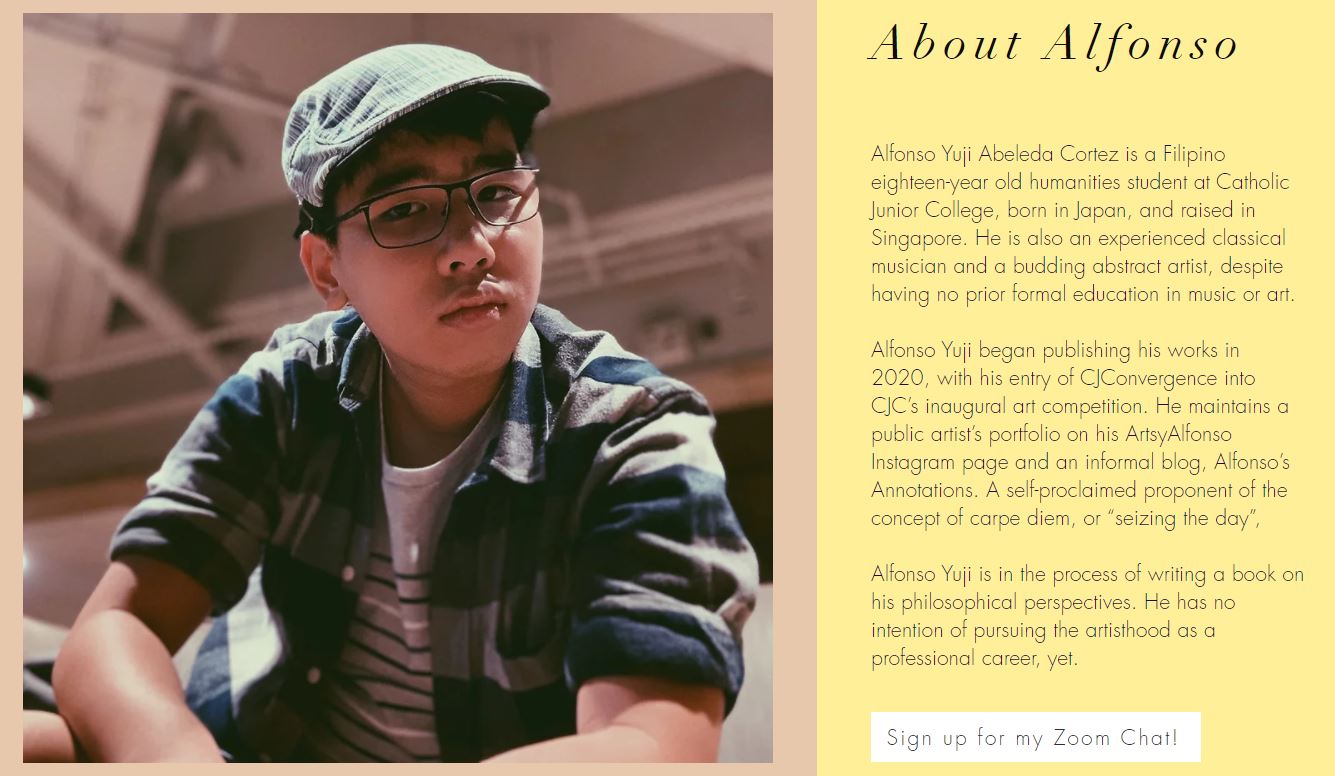 About Alfonso
Alfonso Yuji Abeleda Cortez is a Filipino
eighteen-year old humanities student at Catholic
Junior College, born in Japan, and raised in
Singapore. He is also an experienced classical
musician and a budding abstract artist, despite
having no prior formal education in music or art.
Alfonso Yuji began publishing his works in
2020, with his entry of CJConvergence into
CJC's inaugural art competition. He maintains a
public artist's portfolio on his ArtsyAlfonso
Instagram page and an informal blog, Alfonso's
Annotations. A self-proclaimed proponent of the
concept of carpe diem, or “seizing the day”,
Alfonso Yuji is in the process of writing a book on
his philosophical perspectives. He has no
intention of pursuing the artisthood as a
professional career, yet.
Sign up for my Zoom Chat!